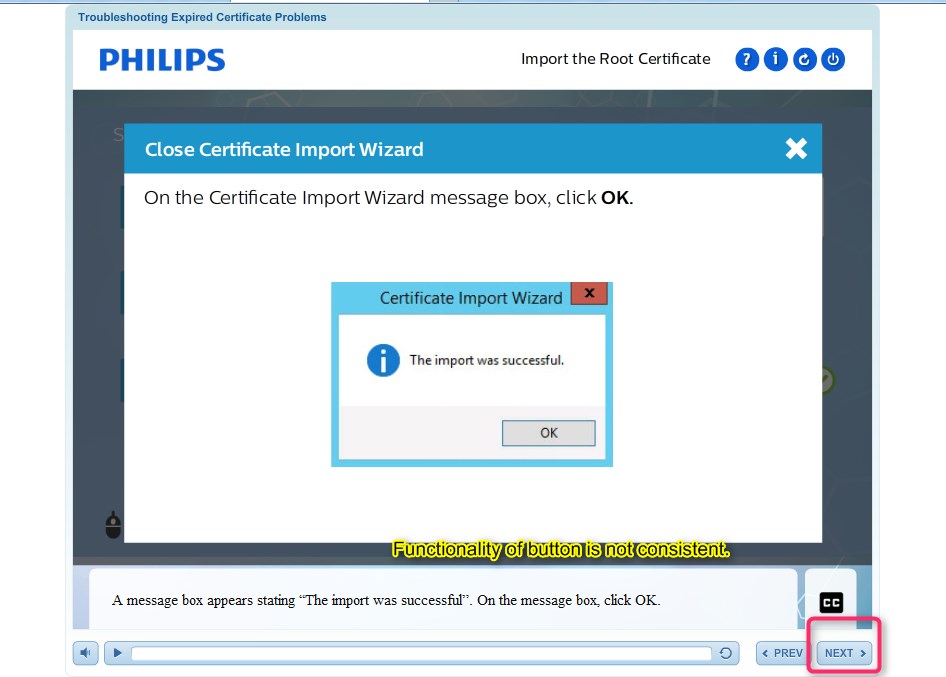 Troubleshooting Expired Certificate Problems
PHILIPS
Import the Root Certificate
? i
S
Close Certificate Import Wizard
On the Certificate Import Wizard message box, click OK.
Certificate Import Wizard x
i The import was successful.
OK
Functionality of button is not consistent.
A message box appears stating “The import was successful”. On the message box, click OK.
CC
< PREV
NEXT >